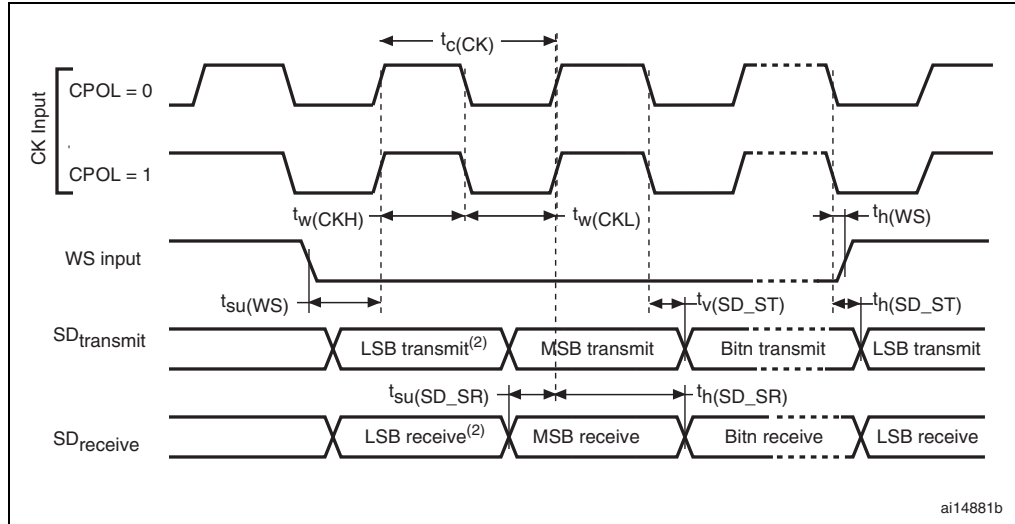 tc(CK)
CK Input
CPOL = 0
CPOL = 1
tw(CKH)
tw(CKL)
th(WS)
WS input
tsu(WS)
tv(SD_ST)
th(SD_ST)
SDtransmit
LSB transmit(2)
MSB transmit
Bitn transmit
LSB transmit
tsu(SD_SR)
th(SD_SR)
SDreceive
LSB receive(2)
MSB receive
Bitn receive
LSB receive
ai14881b